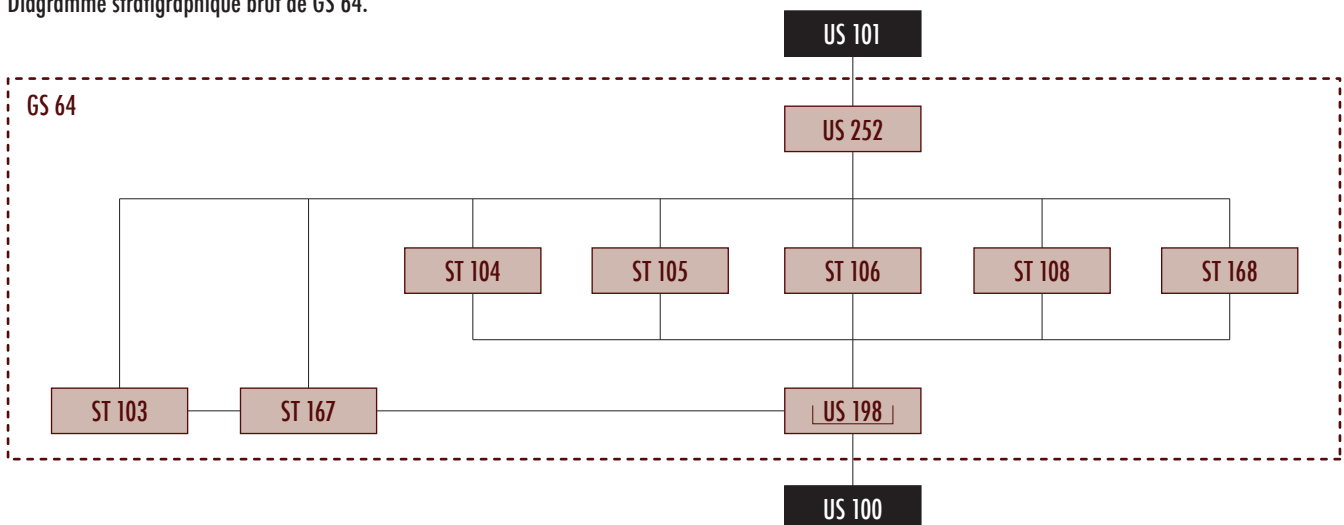 Diagramme stratigraphique brut de GS 64.
US 101
GS 64
US 252
ST 104
ST 105
ST 106
ST 108
ST 168
ST 103
ST 167
US 198
US 100